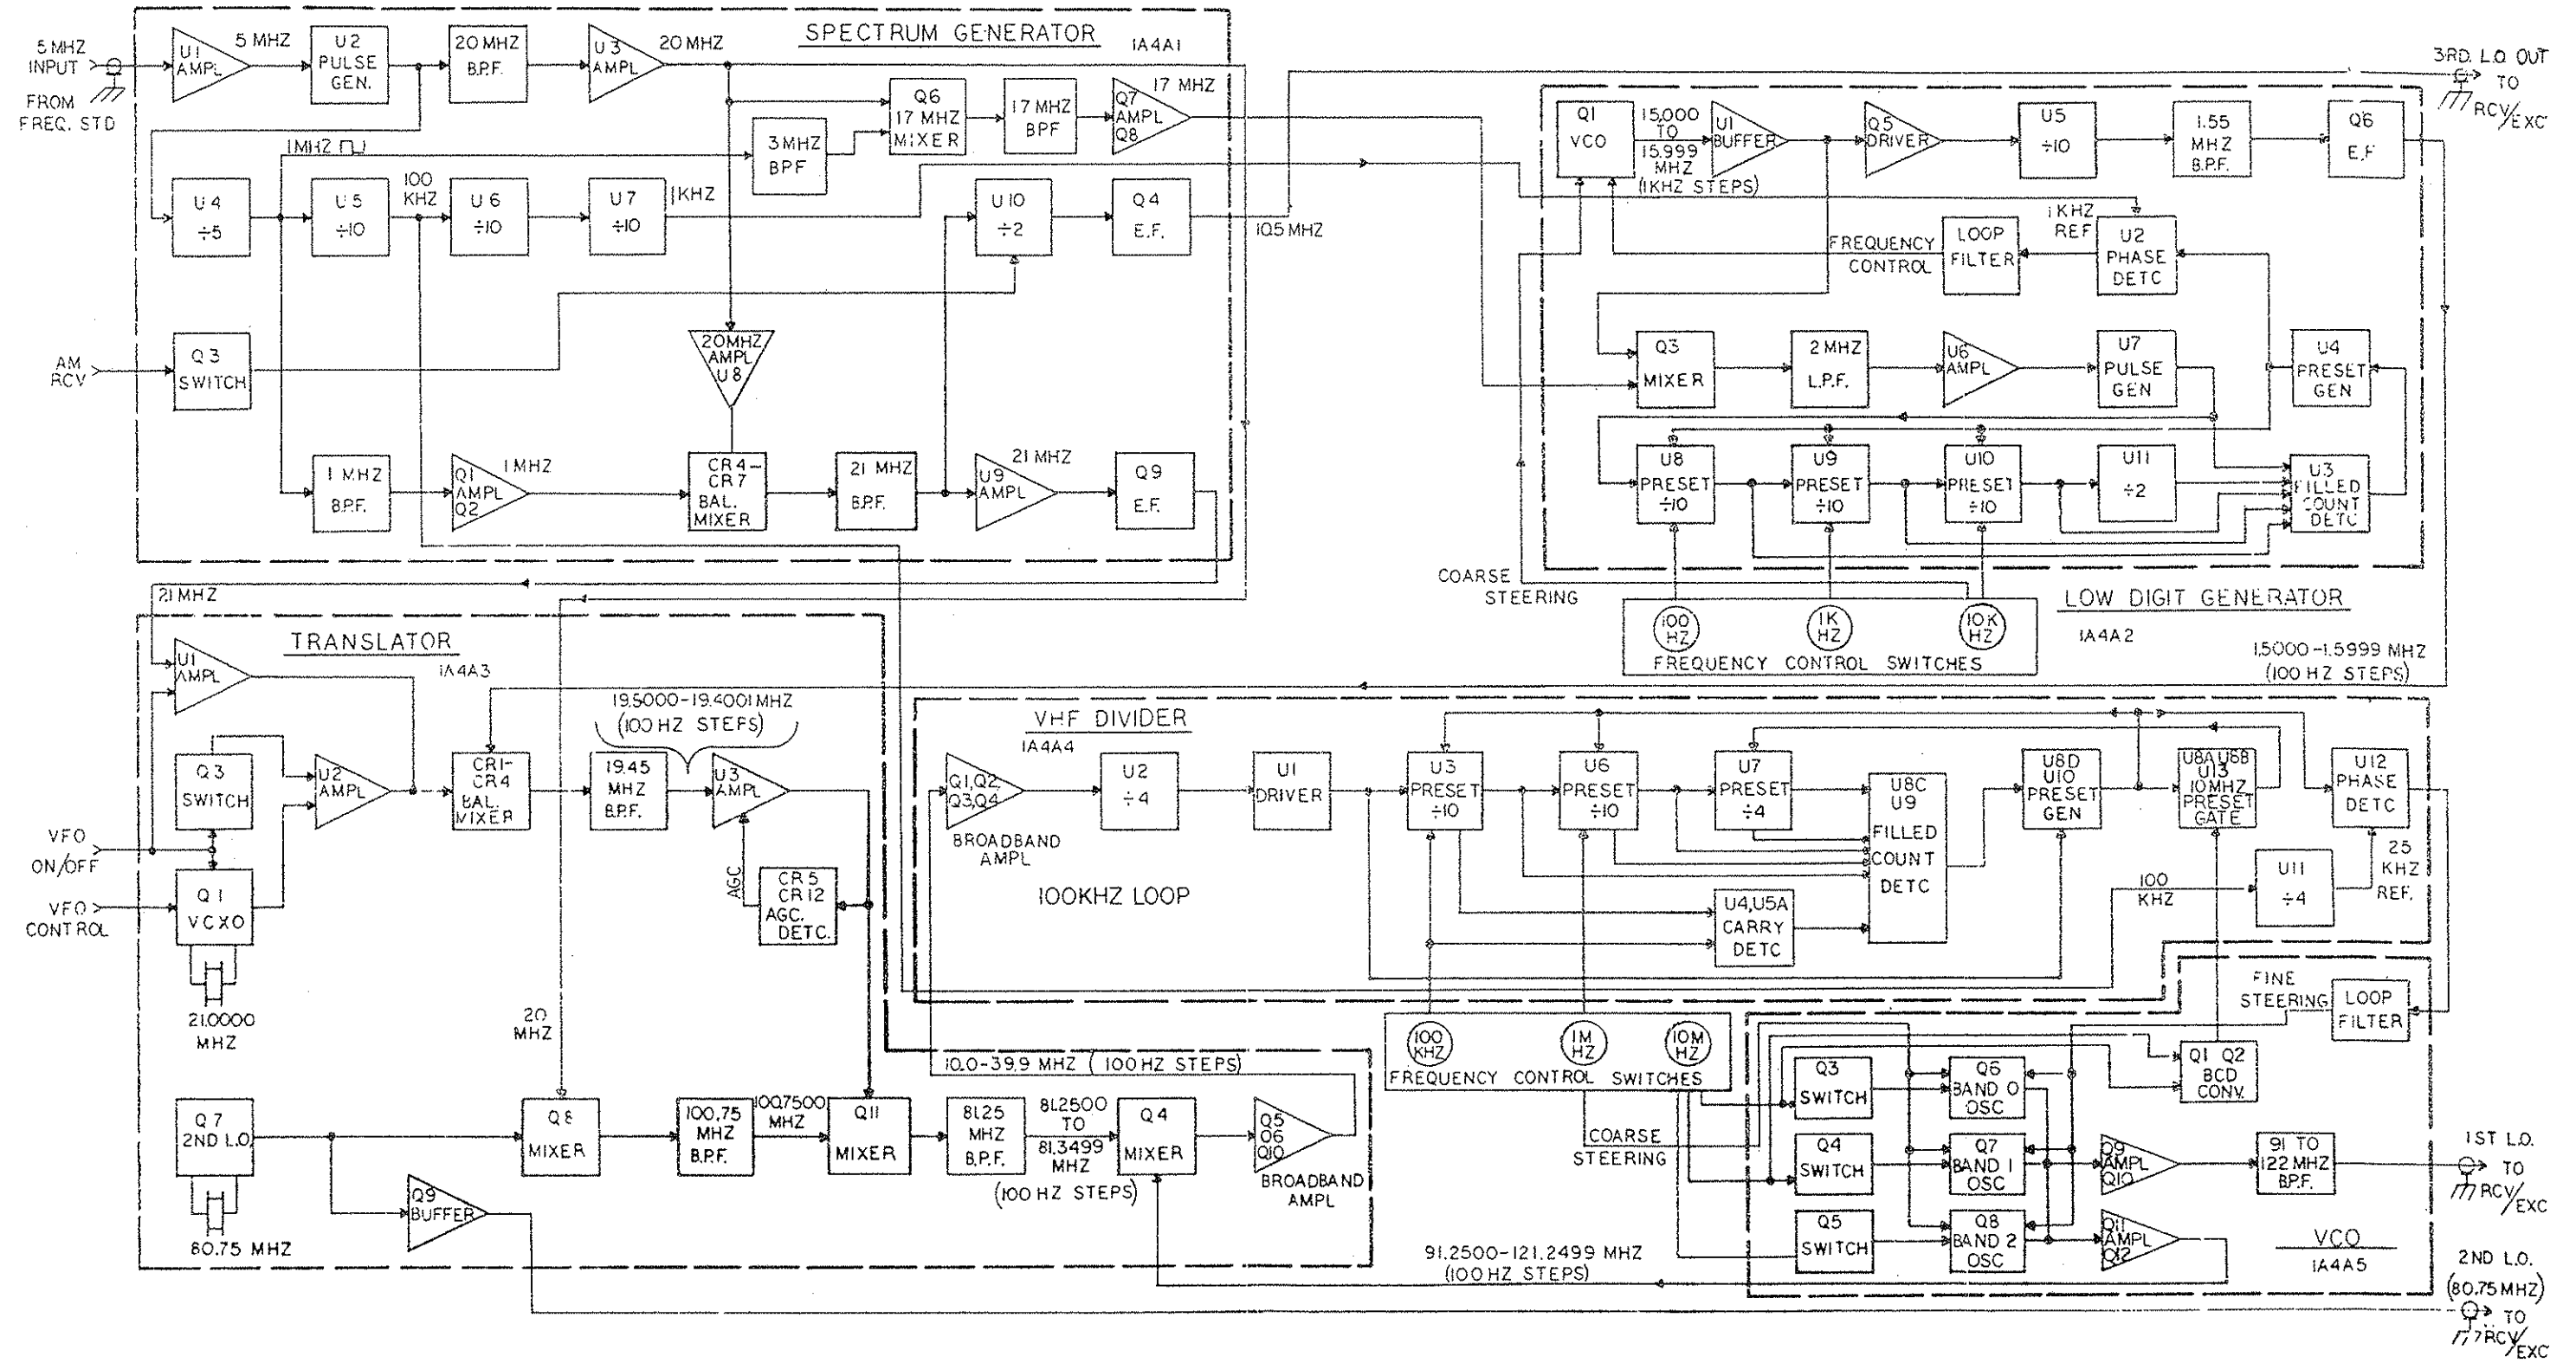 SPECTRUM GENERATOR
1A4A1
5 MHZ
INPUT
FROM
FREQ. STD
U1
AMPL
5 MHZ
U2
PULSE
GEN.
20 MHZ
B.P.F.
U3
AMPL
20 MHZ
Q6
17 MHZ
MIXER
17 MHZ
BPF
Q7
AMPL
Q8
17 MHZ
3 MHZ
BPF
1 MHZ
U4
÷5
U5
÷10
100
KHZ
U6
÷10
U7
÷10
1KHZ
U10
÷2
Q4
E.F.
10.5 MHZ
AM
RCV
Q3
SWITCH
20MHZ
AMPL
U8
1 MHZ
B.P.F.
Q1
AMPL
Q2
1 MHZ
CR4-
CR7
BAL.
MIXER
21 MHZ
B.P.F.
U9
AMPL
21 MHZ
Q9
E.F.
3RD. L.O. OUT
TO
RCV/EXC
Q1
VCO
15.000
TO
15.999
MHZ
(1KHZ STEPS)
U1
BUFFER
Q5
DRIVER
U5
÷10
1.55
MHZ
B.P.F.
Q6
E.F
1KHZ
REF
FREQUENCY
CONTROL
LOOP
FILTER
U2
PHASE
DETC
Q3
MIXER
2 MHZ
L.P.F.
U6
AMPL
U7
PULSE
GEN
U4
PRESET
GEN
U8
PRESET
÷10
U9
PRESET
÷10
U10
PRESET
÷10
U11
÷2
U3
FILLED
COUNT
DETC
COARSE
STEERING
100
HZ
1K
HZ
10K
HZ
FREQUENCY CONTROL SWITCHES
LOW DIGIT GENERATOR
1A4A2
1.5000-1.5999 MHZ
(100 HZ STEPS)
21 MHZ
TRANSLATOR
1A4A3
U1
AMPL
Q3
SWITCH
U2
AMPL
VFO
ON/OFF
VFO
CONTROL
Q1
VCXO
21.0000
MHZ
CR1-
CR4
BAL.
MIXER
19.5000-19.4001MHZ
(100 HZ STEPS)
19.45
MHZ
B.P.F.
U3
AMPL
AGC
CR5
CR12
AGC.
DETC.
20
MHZ
Q7
2ND L.O.
80.75 MHZ
Q9
BUFFER
Q8
MIXER
100.75
MHZ
B.P.F.
100.7500
MHZ
Q11
MIXER
81.25
MHZ
B.P.F.
81.2500
TO
81.3499
MHZ
(100 HZ STEPS)
Q4
MIXER
Q5
Q6
Q10
BROADBAND
AMPL
10.0-39.9 MHZ (100 HZ STEPS)
VHF DIVIDER
1A4A4
Q1,Q2,
Q3,Q4
BROADBAND
AMPL
U2
÷4
U1
DRIVER
100KHZ LOOP
U3
PRESET
÷10
U6
PRESET
÷10
U7
PRESET
÷4
U8C
U9
FILLED
COUNT
DETC
U4,U5A
CARRY
DETC
U8D
U10
PRESET
GEN
U8A U8B
U13
10MHZ
PRESET
GATE
U12
PHASE
DETC
100
KHZ
U11
÷4
25
KHZ
REF.
100
KHZ
1M
HZ
10M
HZ
FREQUENCY CONTROL SWITCHES
COARSE
STEERING
FINE
STEERING
LOOP
FILTER
Q3
SWITCH
Q4
SWITCH
Q5
SWITCH
Q6
BAND 0
OSC
Q7
BAND 1
OSC
Q8
BAND 2
OSC
Q1 Q2
BCD
CONV.
Q9
AMPL
Q10
Q11
AMPL
Q12
91 TO
122 MHZ
B.P.F.
1ST L.O.
TO
RCV/EXC
VCO
1A4A5
91.2500-121.2499 MHZ
(100 HZ STEPS)
2ND L.O.
(80.75 MHZ)
TO
RCV/EXC